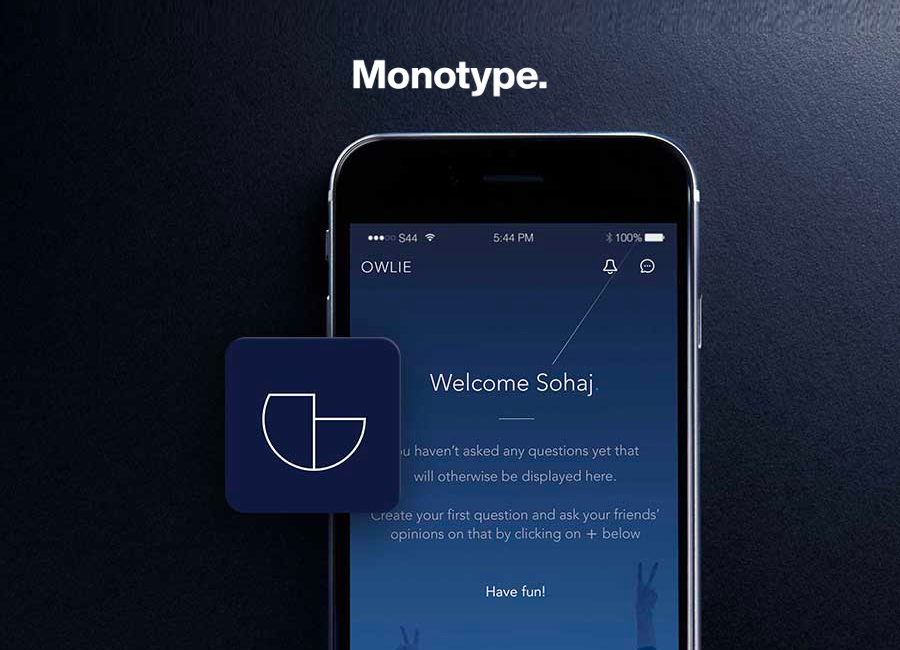 Monotype.
S44 5:44 PM 100%
OWLIE
Welcome Sohaj
haven't asked any questions yet that
will otherwise be displayed here.
Create your first question and ask your friends'
opinions on that by clicking on + below
Have fun!